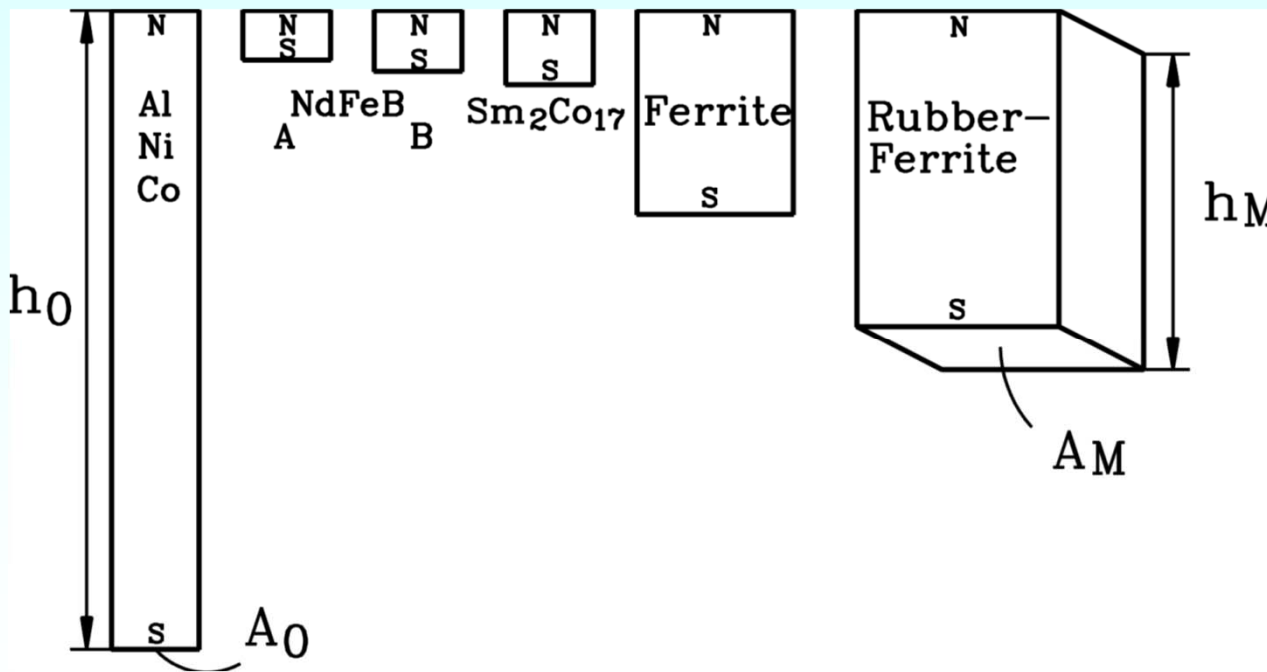 N
N
N
N
N
N
S
S
S
Al
Ni
Co
NdFeB
A
B
Sm2Co17
Ferrite
Rubber-
Ferrite
S
hM
h0
S
AM
S
A0